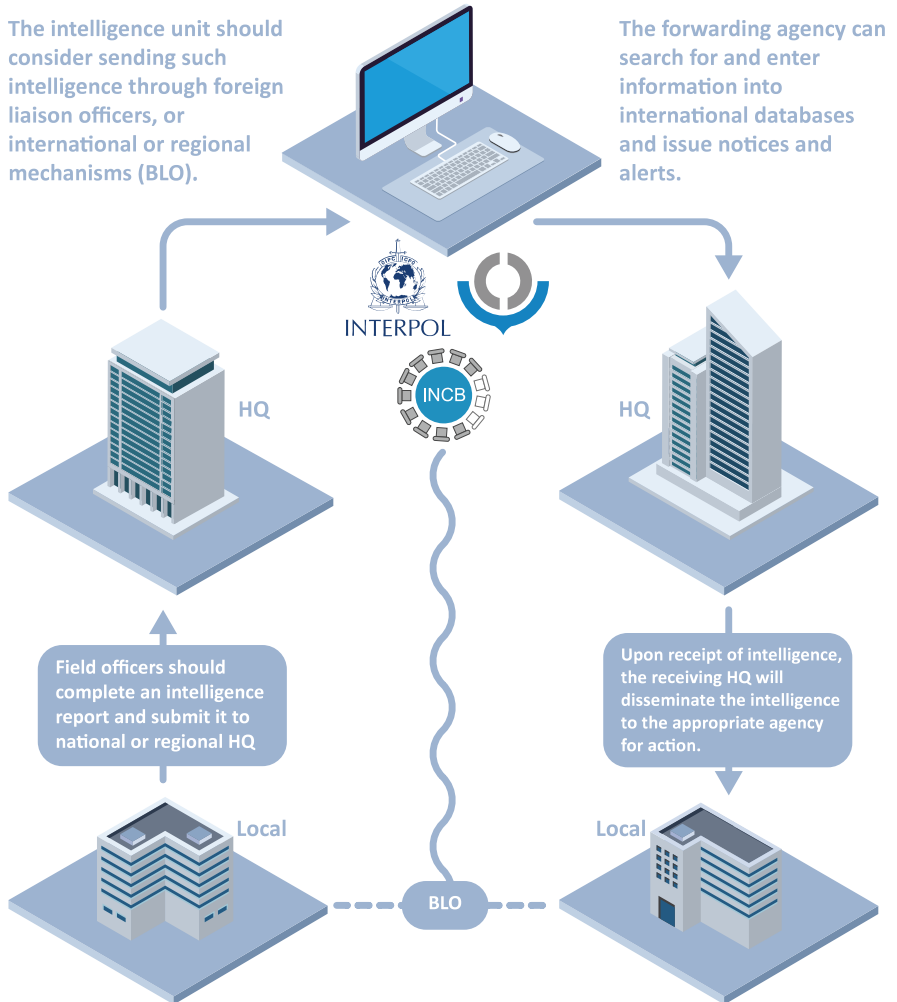 The intelligence unit should
consider sending such
intelligence through foreign
liaison officers, or
international or regional
mechanisms (BLO).
The forwarding agency can
search for and enter
information into
international databases
and issue notices and
alerts.
OIPC ICPO
INTERPOL
INTERPOL
INCB
HQ
HQ
Field officers should
complete an intelligence
report and submit it to
national or regional HQ
Upon receipt of intelligence,
the receiving HQ will
disseminate the intelligence
to the appropriate agency
for action.
Local
Local
BLO